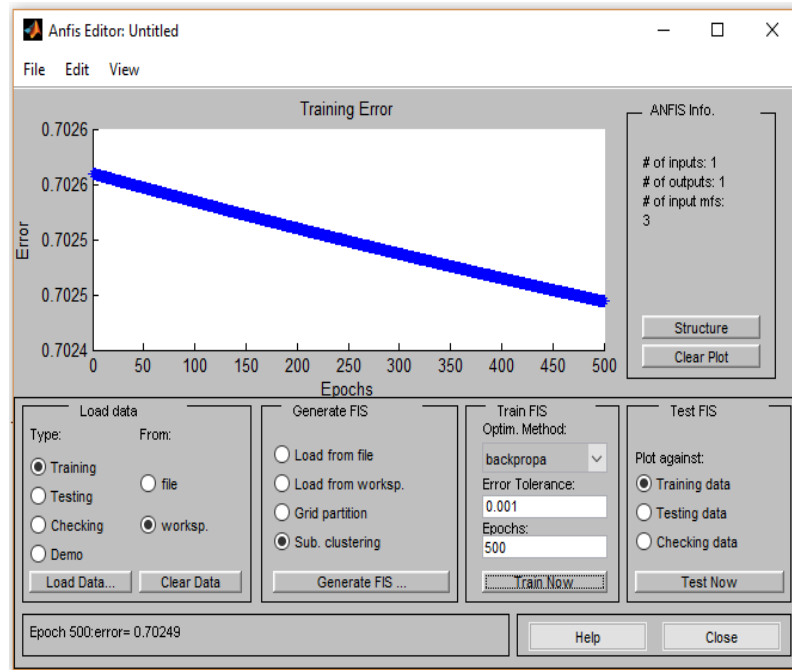 Anfis Editor: Untitled
File Edit View
Training Error
0.7026
0.7026
0.7025
0.7025
0.7024
Error
0 50 100 150 200 250 300 350 400 450 500
Epochs
ANFIS Info.
# of inputs: 1
# of outputs: 1
# of input mfs:
3
Structure
Clear Plot
Load data
Type: From:
Training
Testing
Checking
Demo
file
worksp.
Load Data... Clear Data
Generate FIS
Load from file
Load from worksp.
Grid partition
Sub. clustering
Generate FIS ...
Train FIS
Optim. Method:
backpropa
Error Tolerance:
0.001
Epochs:
500
Train Now
Test FIS
Plot against:
Training data
Testing data
Checking data
Test Now
Epoch 500:error= 0.70249
Help Close